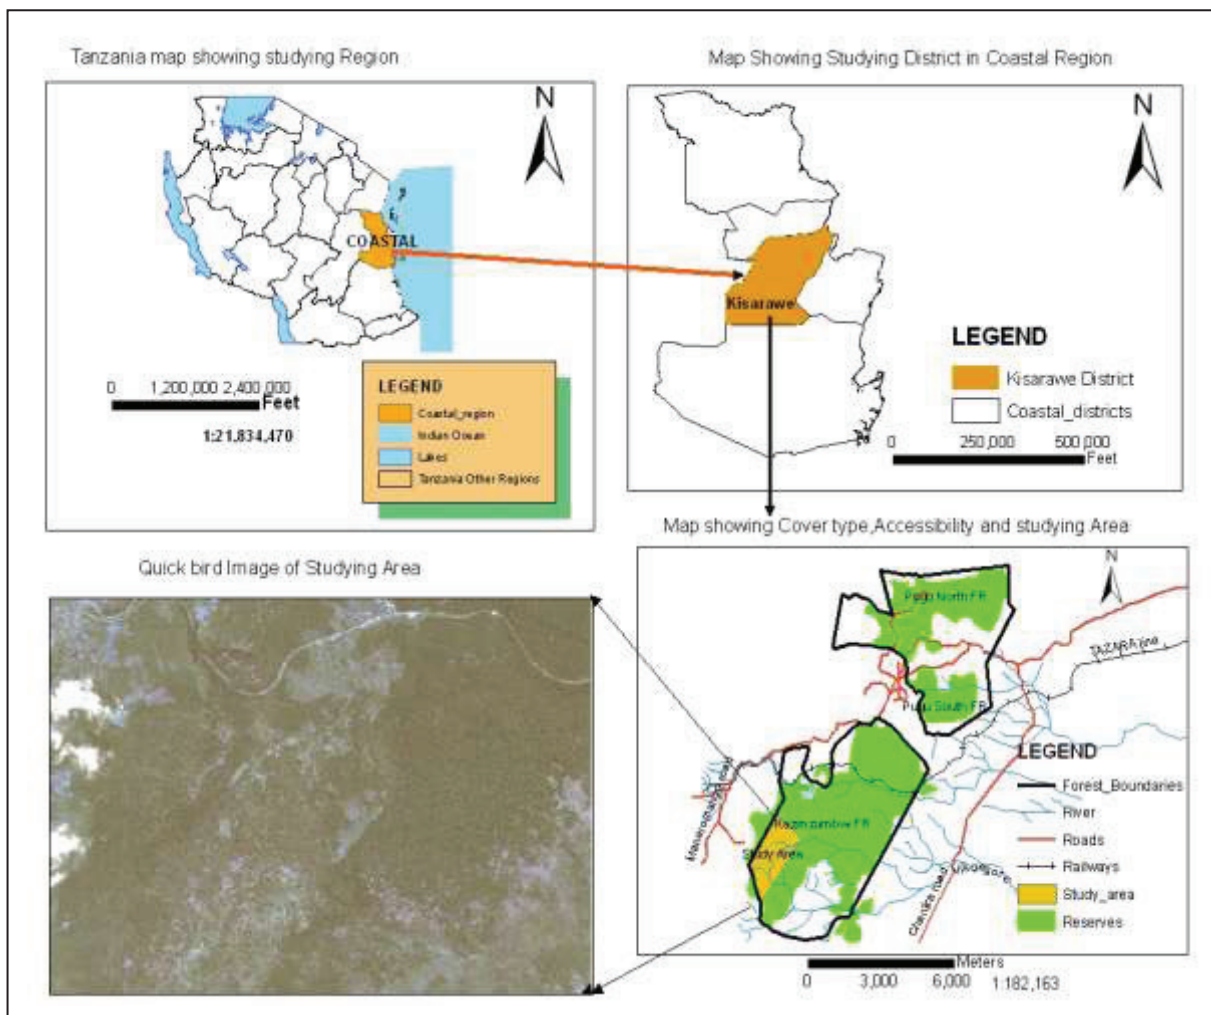 Tanzania map showing studying Region
N
COASTAL
0 1,200,000 2,400,000
Feet
1:21,834,470
LEGEND
Coastal_region
Indian Ocean
Lakes
Tanzania Other Regions
Map Showing Studying District in Coastal Region
N
Kisarawe
LEGEND
Kisarawe District
Coastal_districts
0 250,000 500,000
Feet
Quick bird Image of Studying Area
Map showing Cover type,Accessibility and studying Area
N
Pugu North FR
TAZARA line
Pugu South FR
Study Area
LEGEND
Forest_Boundaries
River
Roads
Railways
Study_area
Reserves
Meters
0 3,000 6,000 1:182,163